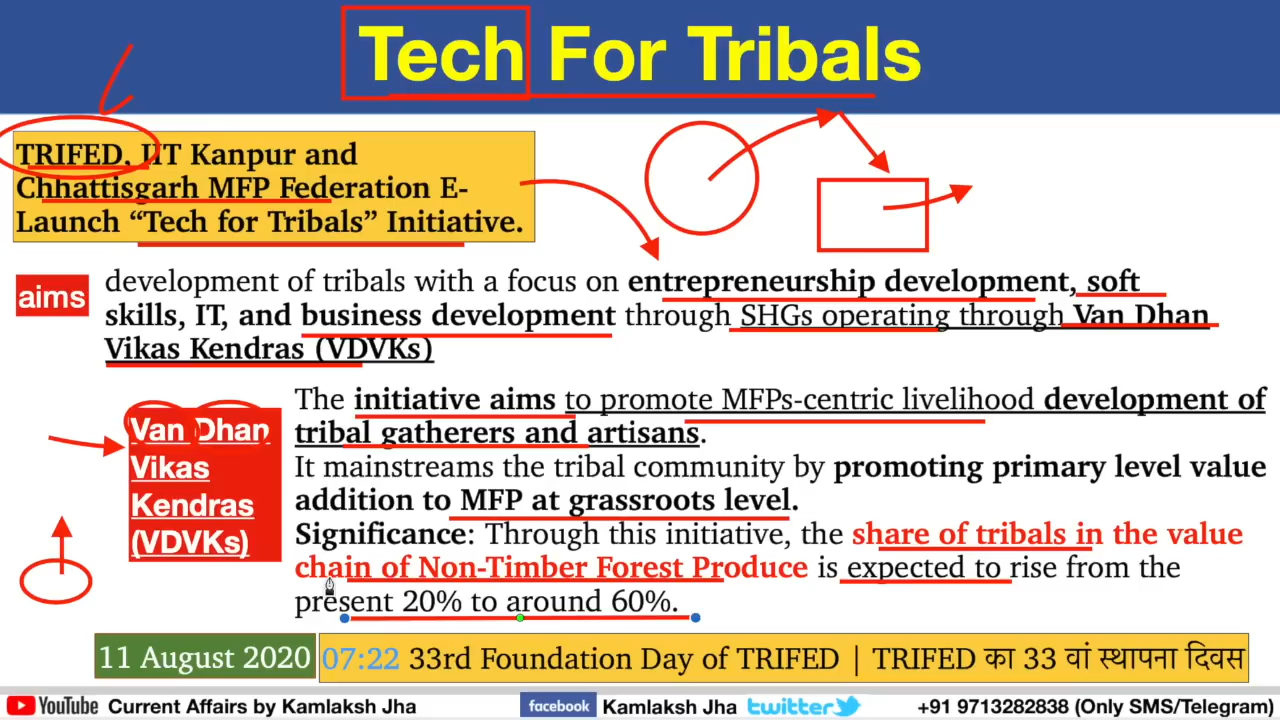 Tech For Tribals
TRIFED, IIT Kanpur and
Chhattisgarh MFP Federation E-
Launch “Tech for Tribals” Initiative.
aims
development of tribals with a focus on entrepreneurship development, soft
skills, IT, and business development through SHGs operating through Van Dhan
Vikas Kendras (VDVKs)
Van Dhan
Vikas
Kendras
(VDVKs)
The initiative aims to promote MFPs-centric livelihood development of
tribal gatherers and artisans.
It mainstreams the tribal community by promoting primary level value
addition to MFP at grassroots level.
Significance: Through this initiative, the share of tribals in the value
chain of Non-Timber Forest Produce is expected to rise from the
present 20% to around 60%.
11 August 2020 07:22 33rd Foundation Day of TRIFED | TRIFED का 33 वां स्थापना दिवस
YouTube Current Affairs by Kamlaksh Jha facebook Kamlaksh Jha twitter +91 9713282838 (Only SMS/Telegram)